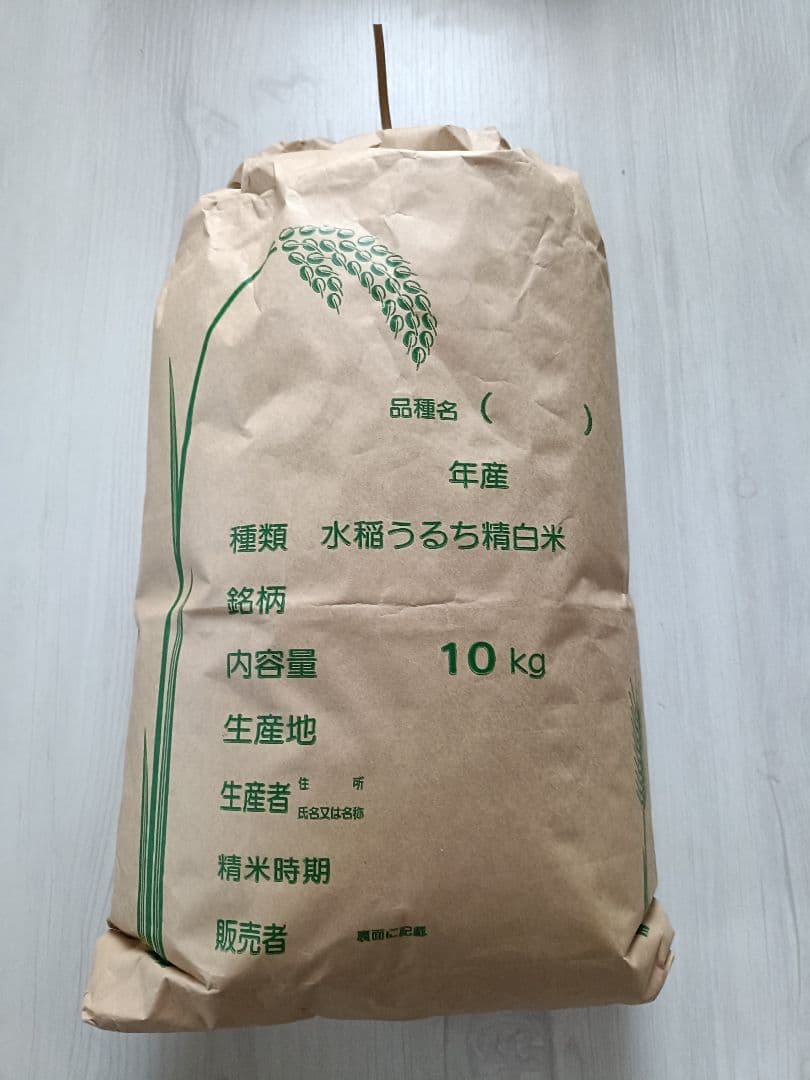 品種名 (　　　)
年産
種類 水稲うるち精白米
銘柄
内容量 10 kg
生産地
生産者 住所
氏名又は名称
精米時期
販売者 裏面に記載